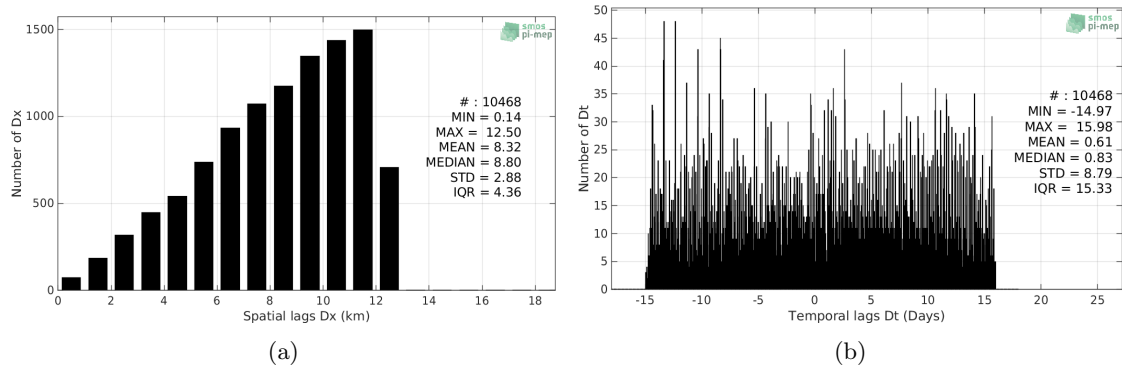 1500
1000
500
0
0 2 4 6 8 10 12 14 16 18
Number of Dx
Spatial lags Dx (km)
smos
pi-mep
# : 10468
MIN = 0.14
MAX = 12.50
MEAN = 8.32
MEDIAN = 8.80
STD = 2.88
IQR = 4.36
(a)
50
45
40
35
30
25
20
15
10
5
0
-15 -10 -5 0 5 10 15 20 25
Number of Dt
Temporal lags Dt (Days)
smos
pi-mep
# : 10468
MIN = -14.97
MAX = 15.98
MEAN = 0.61
MEDIAN = 0.83
STD = 8.79
IQR = 15.33
(b)